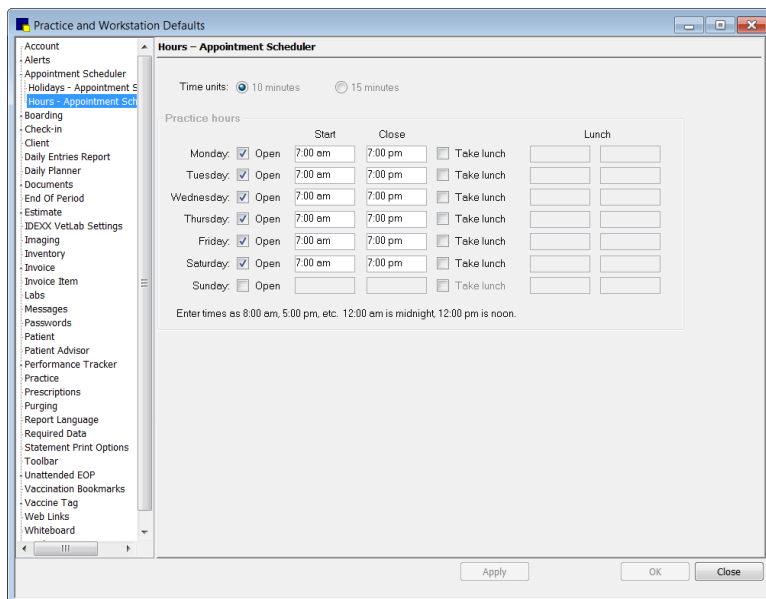 Practice and Workstation Defaults
Account
Alerts
Appointment Scheduler
Holidays - Appointment S
Hours - Appointment Sch
Boarding
Check-in
Client
Daily Entries Report
Daily Planner
Documents
End Of Period
Estimate
IDEXX VetLab Settings
Imaging
Inventory
Invoice
Invoice Item
Labs
Messages
Passwords
Patient
Patient Advisor
Performance Tracker
Practice
Prescriptions
Purging
Report Language
Required Data
Statement Print Options
Toolbar
Unattended EOP
Vaccination Bookmarks
Vaccine Tag
Web Links
Whiteboard
Hours – Appointment Scheduler
Time units: 10 minutes 15 minutes
Practice hours
Start Close Lunch
Monday: Open 7:00 am 7:00 pm Take lunch
Tuesday: Open 7:00 am 7:00 pm Take lunch
Wednesday: Open 7:00 am 7:00 pm Take lunch
Thursday: Open 7:00 am 7:00 pm Take lunch
Friday: Open 7:00 am 7:00 pm Take lunch
Saturday: Open 7:00 am 7:00 pm Take lunch
Sunday: Open Take lunch
Enter times as 8:00 am, 5:00 pm, etc. 12:00 am is midnight, 12:00 pm is noon.
Apply OK Close